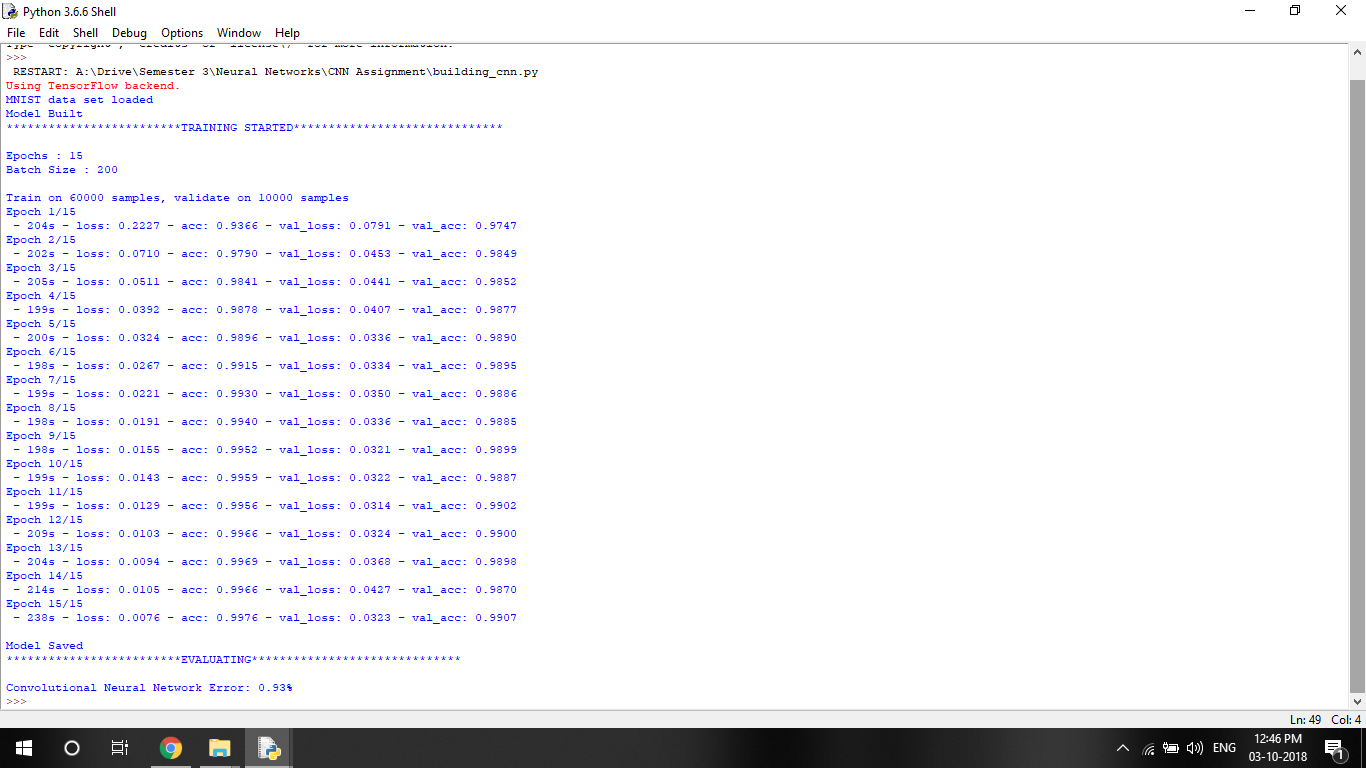 Python 3.6.6 Shell
File Edit Shell Debug Options Window Help
Type "copyright", "credits" or "license()" for more information.
>>>
RESTART: A:\Drive\Semester 3\Neural Networks\CNN Assignment\building_cnn.py
Using TensorFlow backend.
MNIST data set loaded
Model Built
*************************TRAINING STARTED******************************
Epochs : 15
Batch Size : 200
Train on 60000 samples, validate on 10000 samples
Epoch 1/15
- 204s - loss: 0.2227 - acc: 0.9366 - val_loss: 0.0791 - val_acc: 0.9747
Epoch 2/15
- 202s - loss: 0.0710 - acc: 0.9790 - val_loss: 0.0453 - val_acc: 0.9849
Epoch 3/15
- 205s - loss: 0.0511 - acc: 0.9841 - val_loss: 0.0441 - val_acc: 0.9852
Epoch 4/15
- 199s - loss: 0.0392 - acc: 0.9878 - val_loss: 0.0407 - val_acc: 0.9877
Epoch 5/15
- 200s - loss: 0.0324 - acc: 0.9896 - val_loss: 0.0336 - val_acc: 0.9890
Epoch 6/15
- 198s - loss: 0.0267 - acc: 0.9915 - val_loss: 0.0334 - val_acc: 0.9895
Epoch 7/15
- 199s - loss: 0.0221 - acc: 0.9930 - val_loss: 0.0350 - val_acc: 0.9886
Epoch 8/15
- 198s - loss: 0.0191 - acc: 0.9940 - val_loss: 0.0336 - val_acc: 0.9885
Epoch 9/15
- 198s - loss: 0.0155 - acc: 0.9952 - val_loss: 0.0321 - val_acc: 0.9899
Epoch 10/15
- 199s - loss: 0.0143 - acc: 0.9959 - val_loss: 0.0322 - val_acc: 0.9887
Epoch 11/15
- 199s - loss: 0.0129 - acc: 0.9956 - val_loss: 0.0314 - val_acc: 0.9902
Epoch 12/15
- 209s - loss: 0.0103 - acc: 0.9966 - val_loss: 0.0324 - val_acc: 0.9900
Epoch 13/15
- 204s - loss: 0.0094 - acc: 0.9969 - val_loss: 0.0368 - val_acc: 0.9898
Epoch 14/15
- 214s - loss: 0.0105 - acc: 0.9966 - val_loss: 0.0427 - val_acc: 0.9870
Epoch 15/15
- 238s - loss: 0.0076 - acc: 0.9976 - val_loss: 0.0323 - val_acc: 0.9907
Model Saved
*************************EVALUATING******************************
Convolutional Neural Network Error: 0.93%
>>>
Ln: 49 Col: 4
ENG
12:46 PM
03-10-2018
1